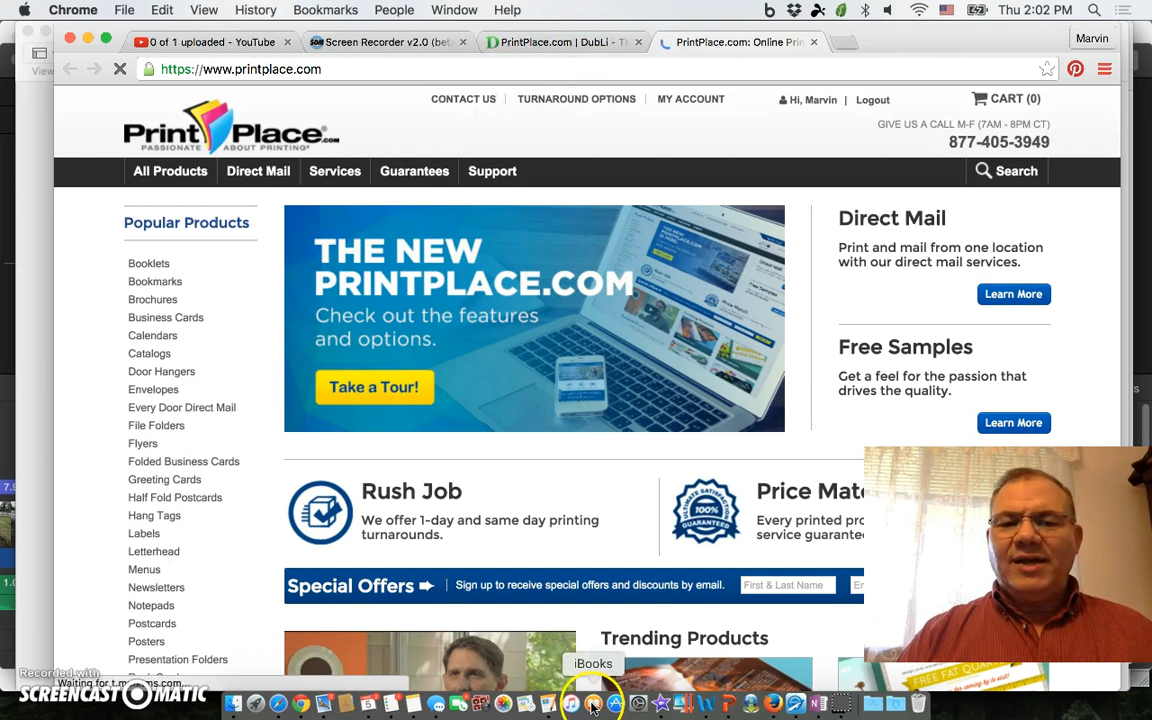 Chrome File Edit View History Bookmarks People Window Help Thu 2:02 PM
0 of 1 uploaded - YouTube Screen Recorder v2.0 (bet PrintPlace.com | DubLi - Th PrintPlace.com: Online Prin Marvin
View
https://www.printplace.com
CONTACT US | TURNAROUND OPTIONS | MY ACCOUNT Hi, Marvin | Logout CART (0)
GIVE US A CALL M-F (7AM - 8PM CT)
877-405-3949
PrintPlace.com
PASSIONATE ABOUT PRINTING
All Products Direct Mail Services Guarantees Support Search
Popular Products
Booklets
Bookmarks
Brochures
Business Cards
Calendars
Catalogs
Door Hangers
Envelopes
Every Door Direct Mail
File Folders
Flyers
Folded Business Cards
Greeting Cards
Half Fold Postcards
Hang Tags
Labels
Letterhead
Menus
Newsletters
Notepads
Postcards
Posters
Presentation Folders
THE NEW
PRINTPLACE.COM
Check out the features
and options.
Take a Tour!
Direct Mail
Print and mail from one location
with our direct mail services.
Learn More
Free Samples
Get a feel for the passion that
drives the quality.
Learn More
Rush Job
We offer 1-day and same day printing
turnarounds.
100%
GUARANTEED
Price Mat
Every printed pro
service guarante
Special Offers Sign up to receive special offers and discounts by email. First & Last Name
Trending Products
iBooks
Recorded with
SCREENCAST O MATIC